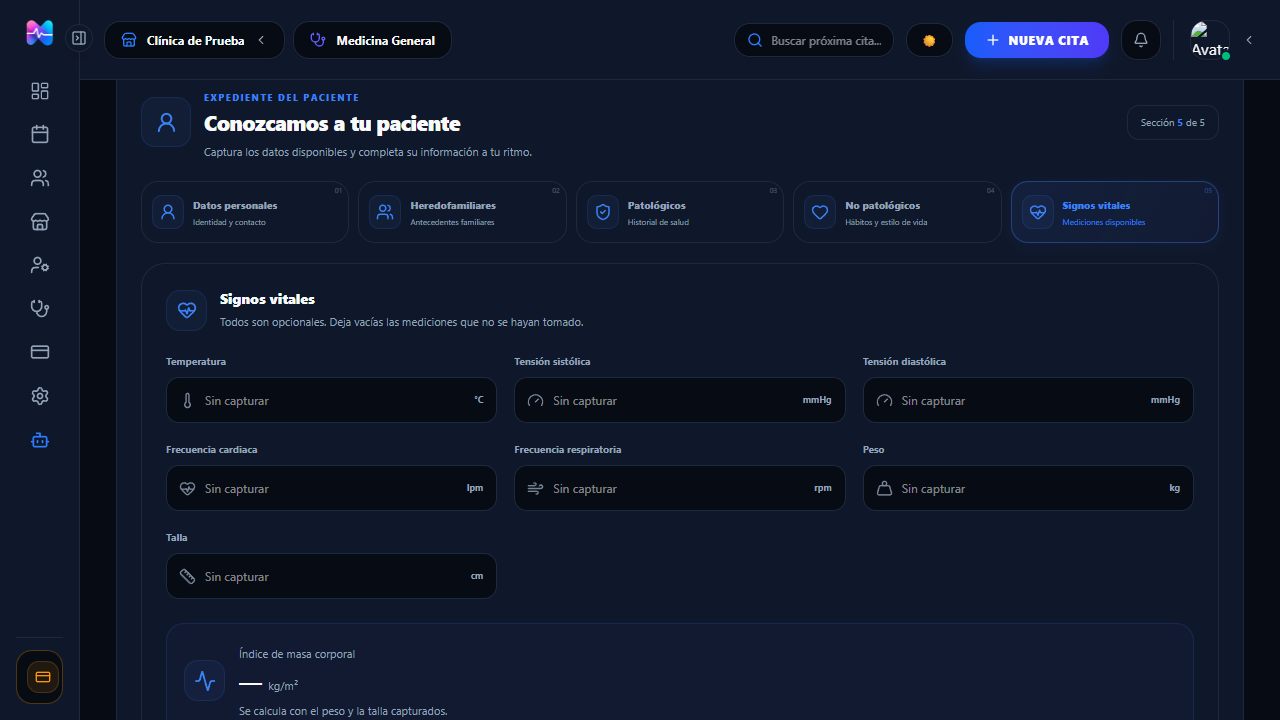 Clínica de Prueba
Medicina General
Buscar próxima cita...
NUEVA CITA
Avata
EXPEDIENTE DEL PACIENTE
Conozcamos a tu paciente
Captura los datos disponibles y completa su información a tu ritmo.
Sección 5 de 5
01
Datos personales
Identidad y contacto
02
Heredofamiliares
Antecedentes familiares
03
Patológicos
Historial de salud
04
No patológicos
Hábitos y estilo de vida
05
Signos vitales
Mediciones disponibles
Signos vitales
Todos son opcionales. Deja vacías las mediciones que no se hayan tomado.
Temperatura
Sin capturar °C
Tensión sistólica
Sin capturar mmHg
Tensión diastólica
Sin capturar mmHg
Frecuencia cardiaca
Sin capturar lpm
Frecuencia respiratoria
Sin capturar rpm
Peso
Sin capturar kg
Talla
Sin capturar cm
Índice de masa corporal
— kg/m²
Se calcula con el peso y la talla capturados.